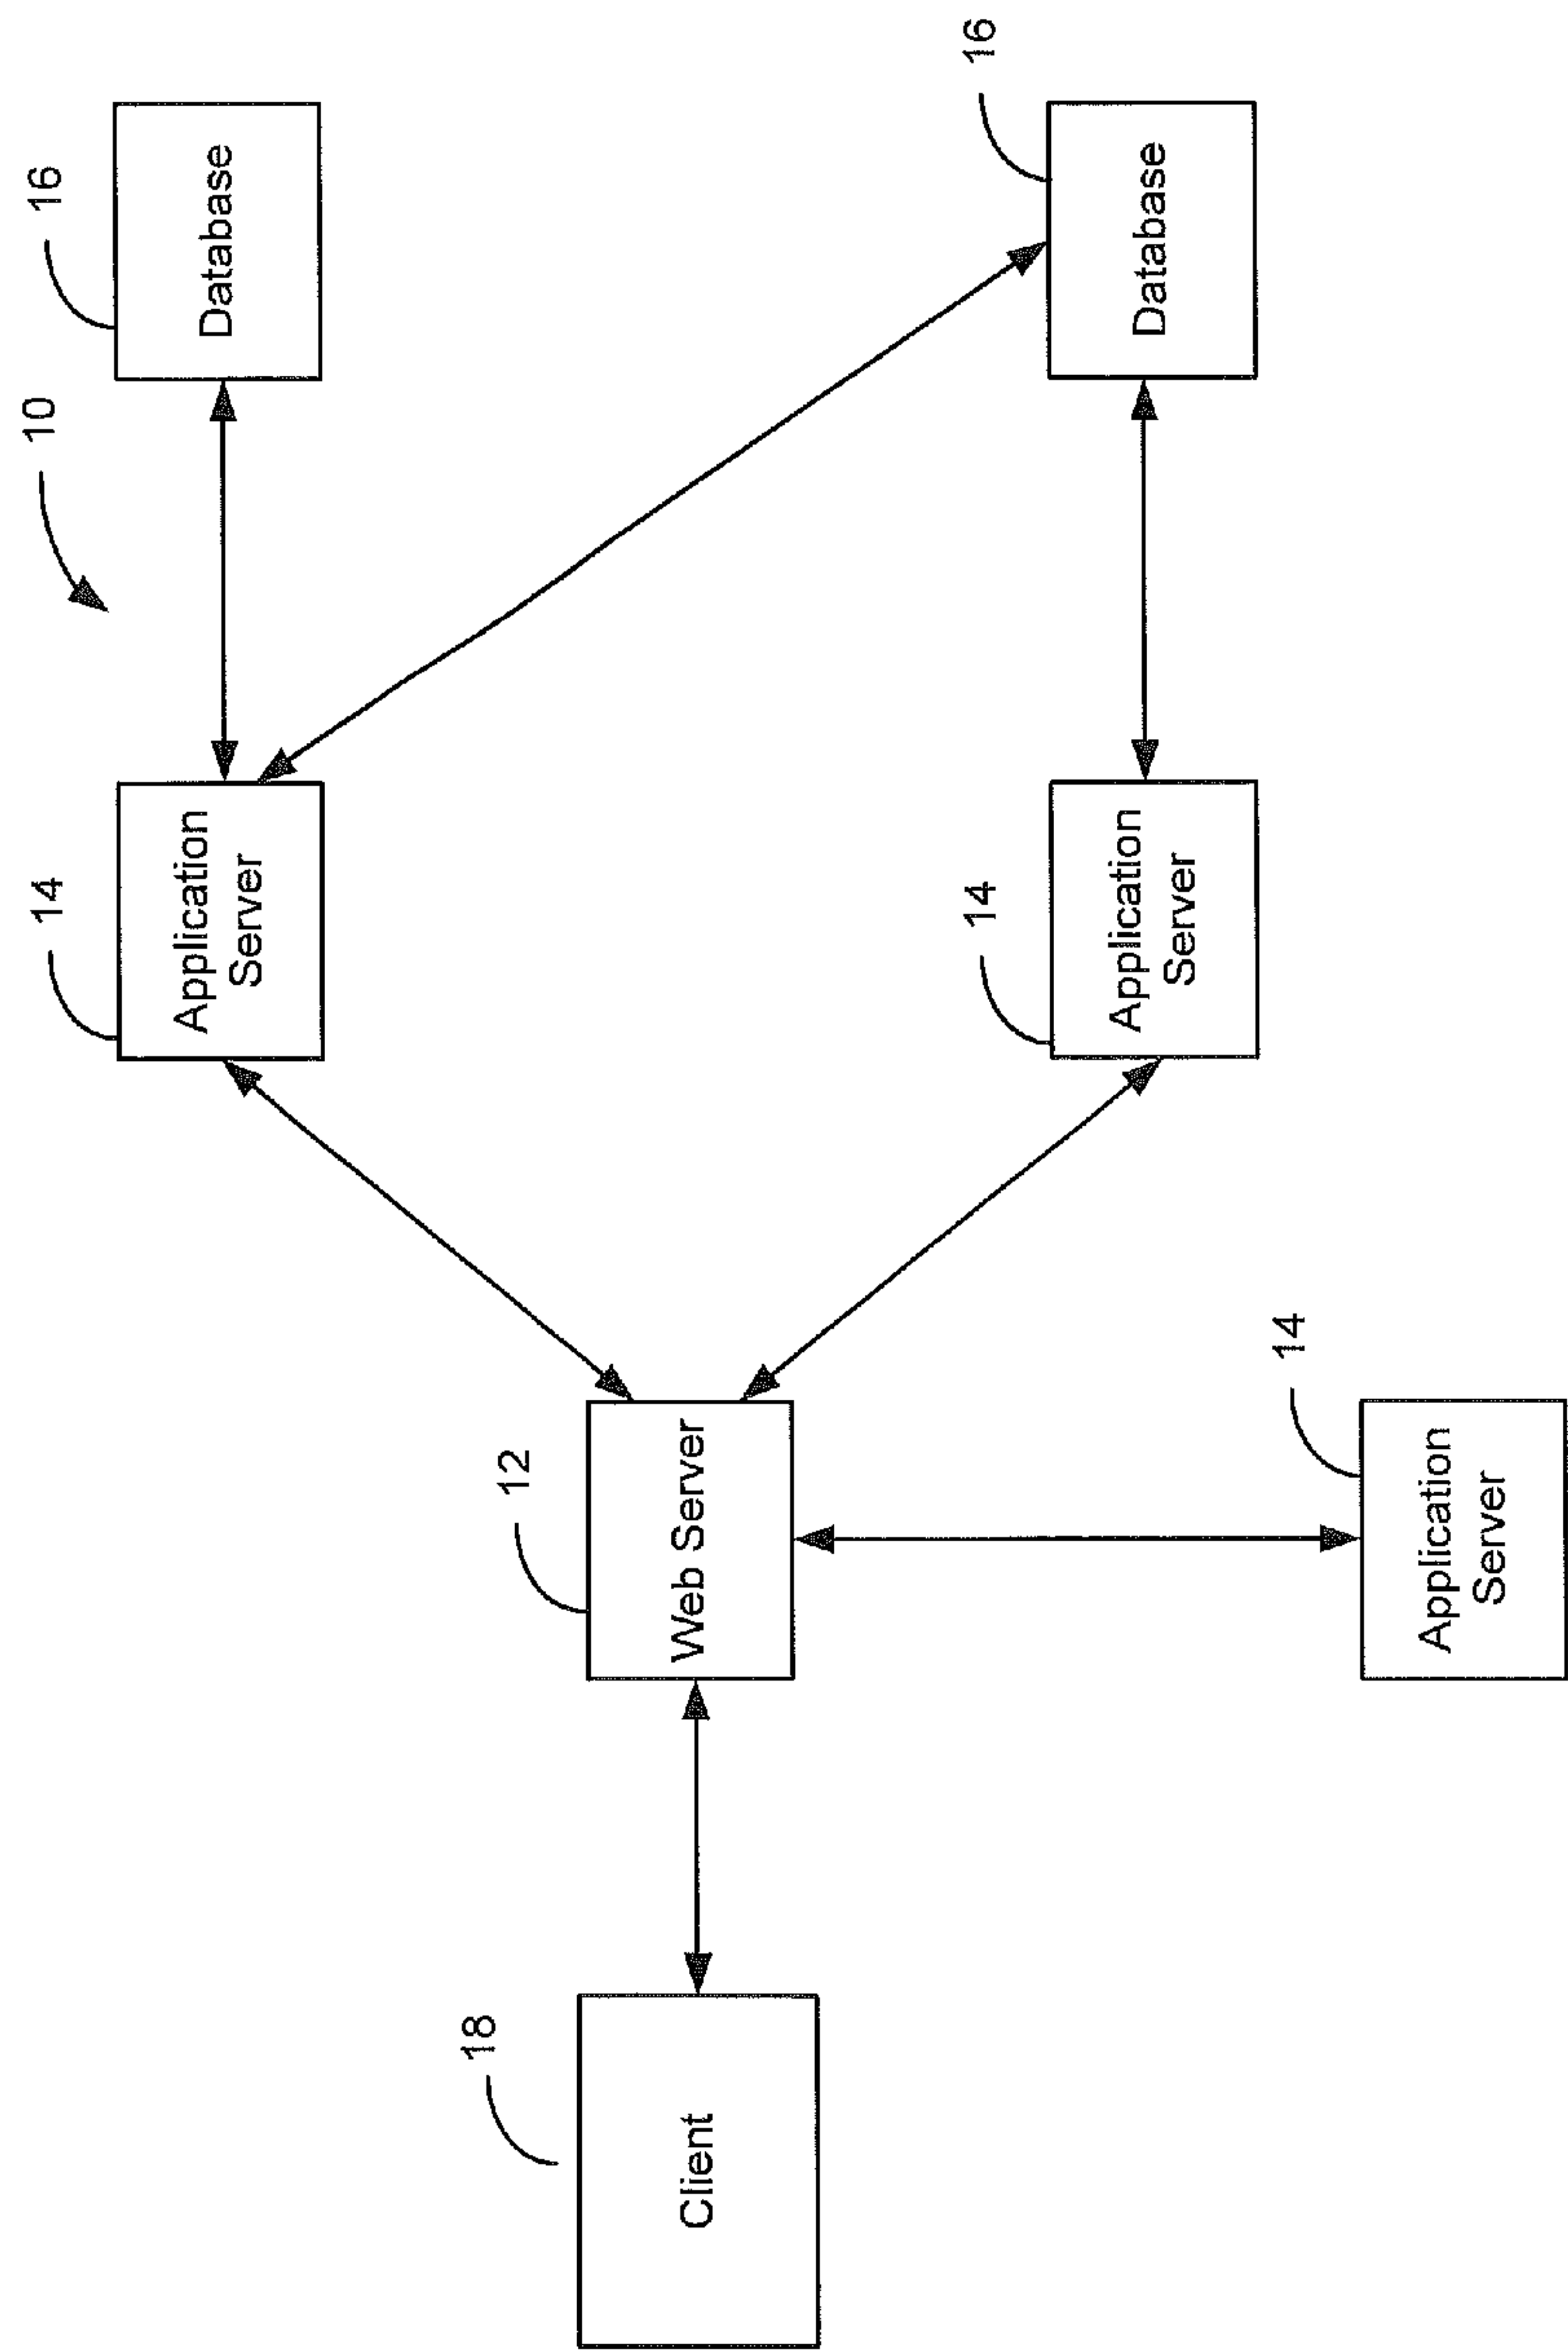 10
14
Application
Server
16
Database
12
Web Server
18
Client
14
Application
Server
16
Database
14
Application
Server